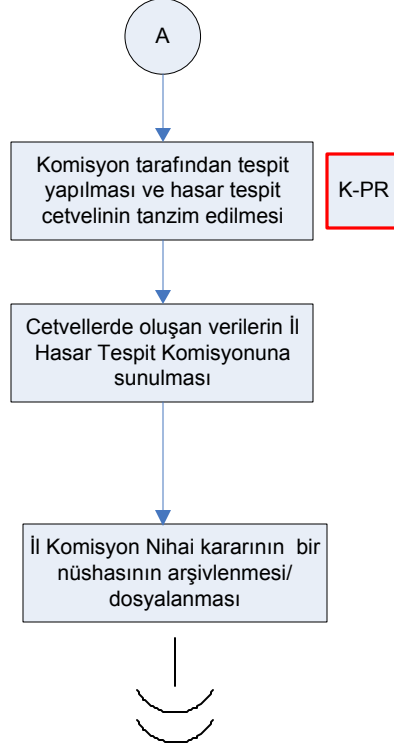 A
Komisyon tarafından tespit
yapılması ve hasar tespit
cetvelinin tanzim edilmesi
K-PR
Cetvellerde oluşan verilerin İl
Hasar Tespit Komisyonuna
sunulması
İl Komisyon Nihai kararının  bir
nüshasının arşivlenmesi/
dosyalanması